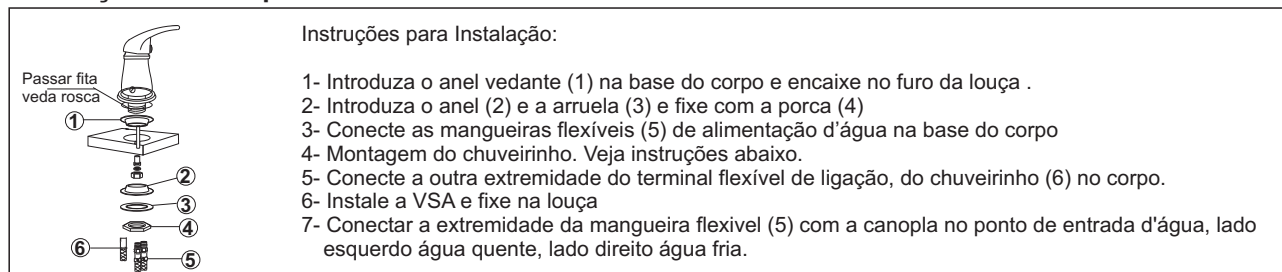 Instruções para Instalação:
1- Introduza o anel vedante (1) na base do corpo e encaixe no furo da louça .
2- Introduza o anel (2) e a arruela (3) e fixe com a porca (4)
3- Conecte as mangueiras flexíveis (5) de alimentação d’água na base do corpo
4- Montagem do chuveirinho. Veja instruções abaixo.
5- Conecte a outra extremidade do terminal flexível de ligação, do chuveirinho (6) no corpo.
6- Instale a VSA e fixe na louça
7- Conectar a extremidade da mangueira flexivel (5) com a canopla no ponto de entrada d'água, lado
esquerdo água quente, lado direito água fria.
Passar fita
veda rosca
1
2
3
4
6
5